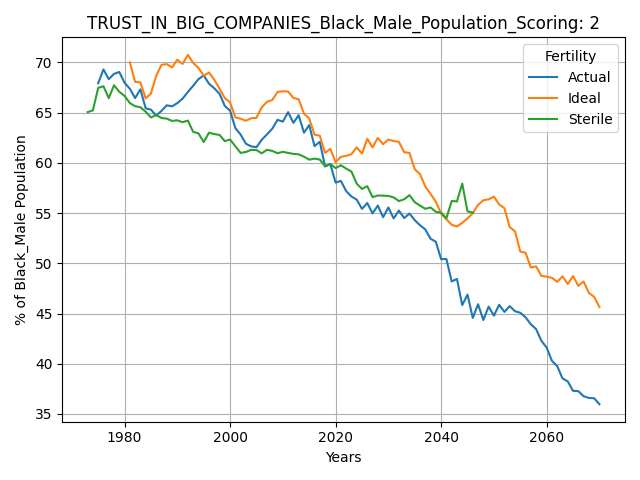 TRUST_IN_BIG_COMPANIES_Black_Male_Population_Scoring: 2
Fertility
Actual
Ideal
Sterile
% of Black_Male Population
70
65
60
55
50
45
40
35
1980
2000
2020
2040
2060
Years